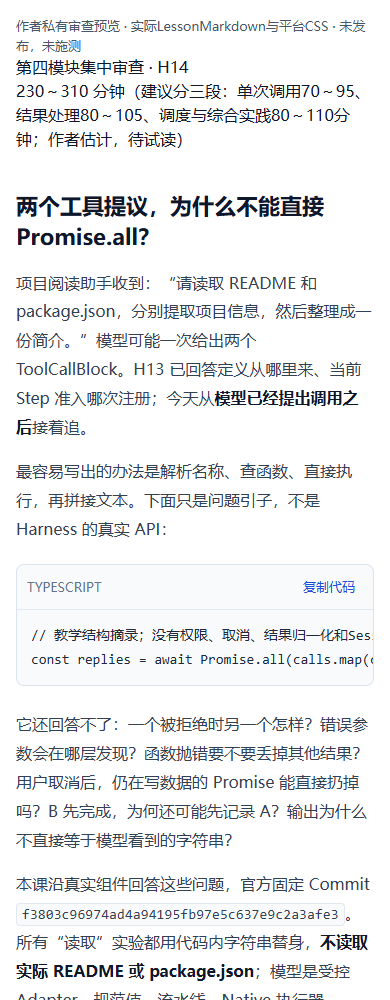 作者私有审查预览 · 实际LessonMarkdown与平台CSS · 未发
布，未施测
第四模块集中审查 · H14
230～310 分钟（建议分三段：单次调用70～95、
结果处理80～105、调度与综合实践80～110分
钟；作者估计，待试读）
两个工具提议，为什么不能直接
Promise.all？
项目阅读助手收到：“请读取 README 和
package.json，分别提取项目信息，然后整理成一
份简介。”模型可能一次给出两个
ToolCallBlock。H13 已回答定义从哪里来、当前
Step 准入哪次注册；今天从模型已经提出调用之
后接着追。
最容易写出的办法是解析名称、查函数、直接执
行，再拼接文本。下面只是问题引子，不是
Harness 的真实 API：
TYPESCRIPT
复制代码
// 教学结构摘录；没有权限、取消、结果归一化和Ses
const replies = await Promise.all(calls.map(
它还回答不了：一个被拒绝时另一个怎样？错误参
数会在哪层发现？函数抛错要不要丢掉其他结果？
用户取消后，仍在写数据的 Promise 能直接扔掉
吗？B 先完成，为何还可能先记录 A？输出为什么
不直接等于模型看到的字符串？
本课沿真实组件回答这些问题，官方固定 Commit
f3803c96974ad4a94195fb97e5c637e9c2a3afe3。
所有“读取”实验都用代码内字符串替身，不读取
实际 README 或 package.json；模型是受控
Adapter，规范值、流水线、Native 执行器